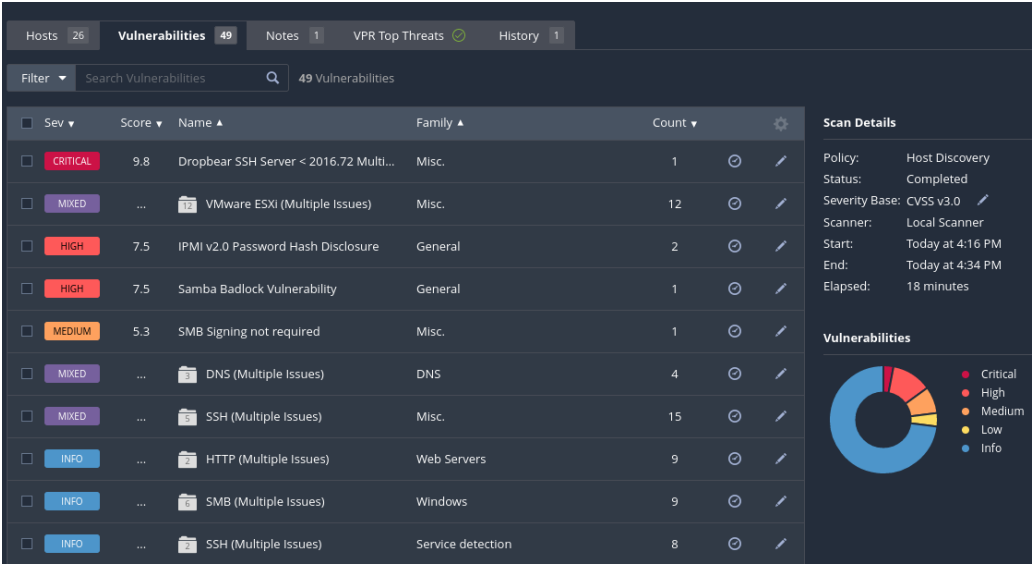 Hosts 26 Vulnerabilities 49 Notes 1 VPR Top Threats History 1
Filter Search Vulnerabilities 49 Vulnerabilities
Sev Score Name Family Count
CRITICAL 9.8 Dropbear SSH Server < 2016.72 Multi... Misc. 1
MIXED ... 12 VMware ESXi (Multiple Issues) Misc. 12
HIGH 7.5 IPMI v2.0 Password Hash Disclosure General 2
HIGH 7.5 Samba Badlock Vulnerability General 1
MEDIUM 5.3 SMB Signing not required Misc. 1
MIXED ... 3 DNS (Multiple Issues) DNS 4
MIXED ... 5 SSH (Multiple Issues) Misc. 15
INFO ... 2 HTTP (Multiple Issues) Web Servers 9
INFO ... 6 SMB (Multiple Issues) Windows 9
INFO ... 2 SSH (Multiple Issues) Service detection 8
Scan Details
Policy: Host Discovery
Status: Completed
Severity Base: CVSS v3.0
Scanner: Local Scanner
Start: Today at 4:16 PM
End: Today at 4:34 PM
Elapsed: 18 minutes
Vulnerabilities
Critical
High
Medium
Low
Info